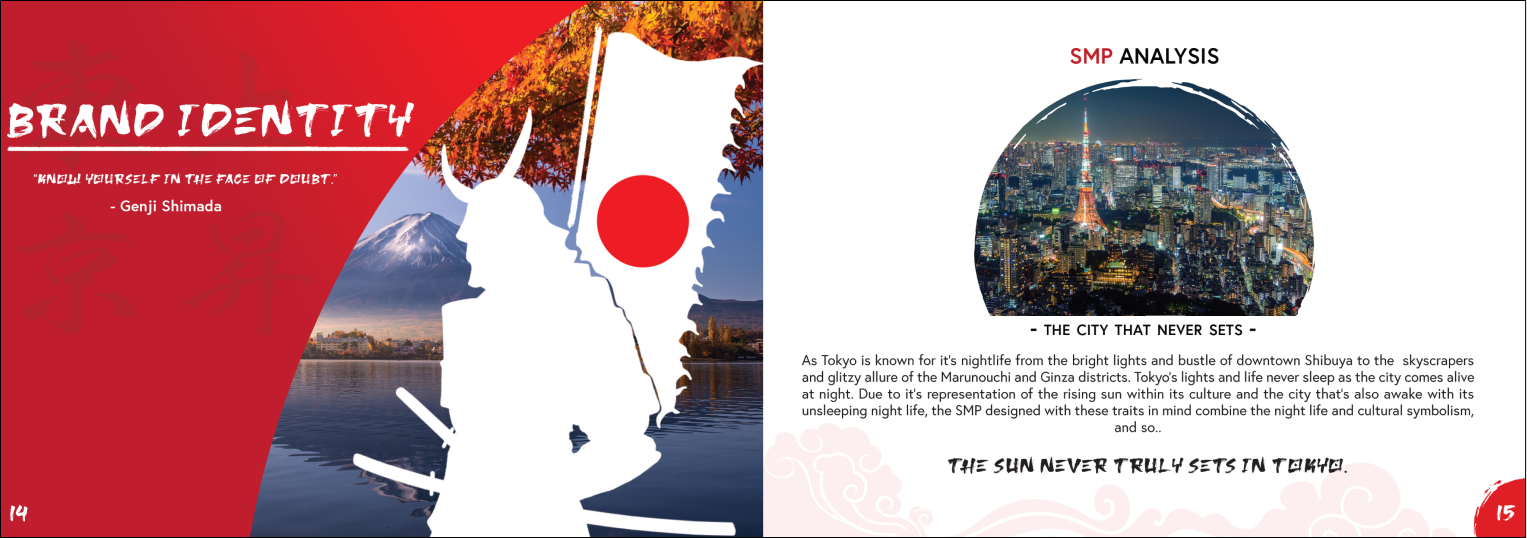 東 上
京 昇
BRAND IDENTITY
"KNOW YOURSELF IN THE FACE OF DOUBT."
- Genji Shimada
14
SMP ANALYSIS
- THE CITY THAT NEVER SETS -
As Tokyo is known for it's nightlife from the bright lights and bustle of downtown Shibuya to the skyscrapers
and glitzy allure of the Marunouchi and Ginza districts. Tokyo's lights and life never sleep as the city comes alive
at night. Due to it's representation of the rising sun within its culture and the city that's also awake with its
unsleeping night life, the SMP designed with these traits in mind combine the night life and cultural symbolism,
and so..
THE SUN NEVER TRULY SETS IN TOKYO.
15